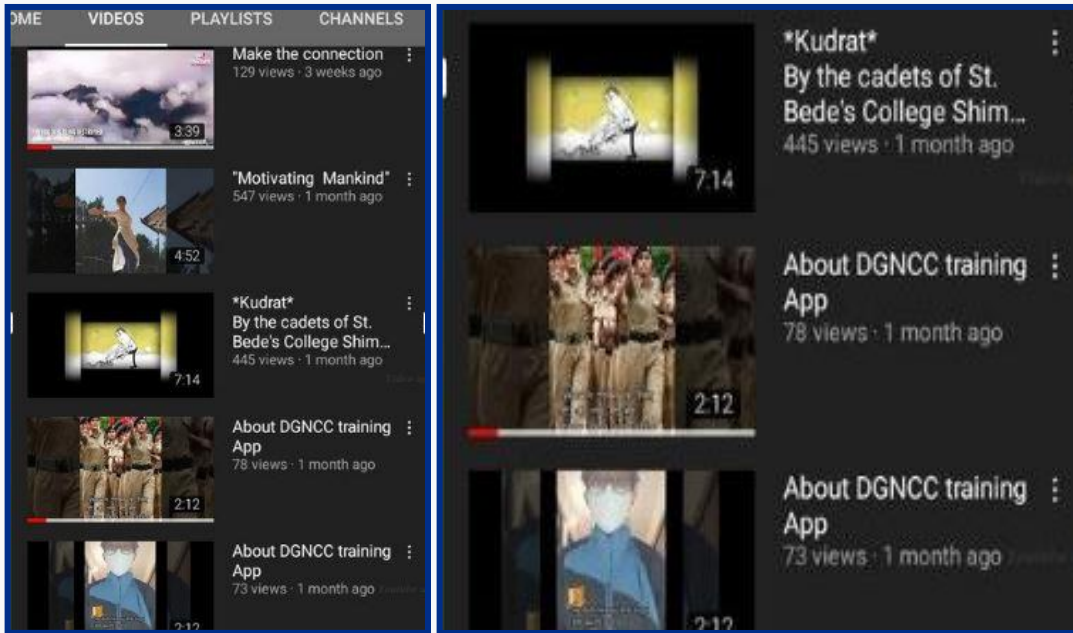 OME VIDEOS PLAYLISTS CHANNELS
Make the connection
129 views · 3 weeks ago
3:39
"Motivating Mankind"
547 views · 1 month ago
4:52
*Kudrat*
By the cadets of St.
Bede's College Shim...
445 views · 1 month ago
7:14
About DGNCC training
App
78 views · 1 month ago
2:12
About DGNCC training
App
73 views · 1 month ago
2:12
*Kudrat*
By the cadets of St.
Bede's College Shim...
445 views · 1 month ago
7:14
About DGNCC training
App
78 views · 1 month ago
2:12
About DGNCC training
App
73 views · 1 month ago
2:12